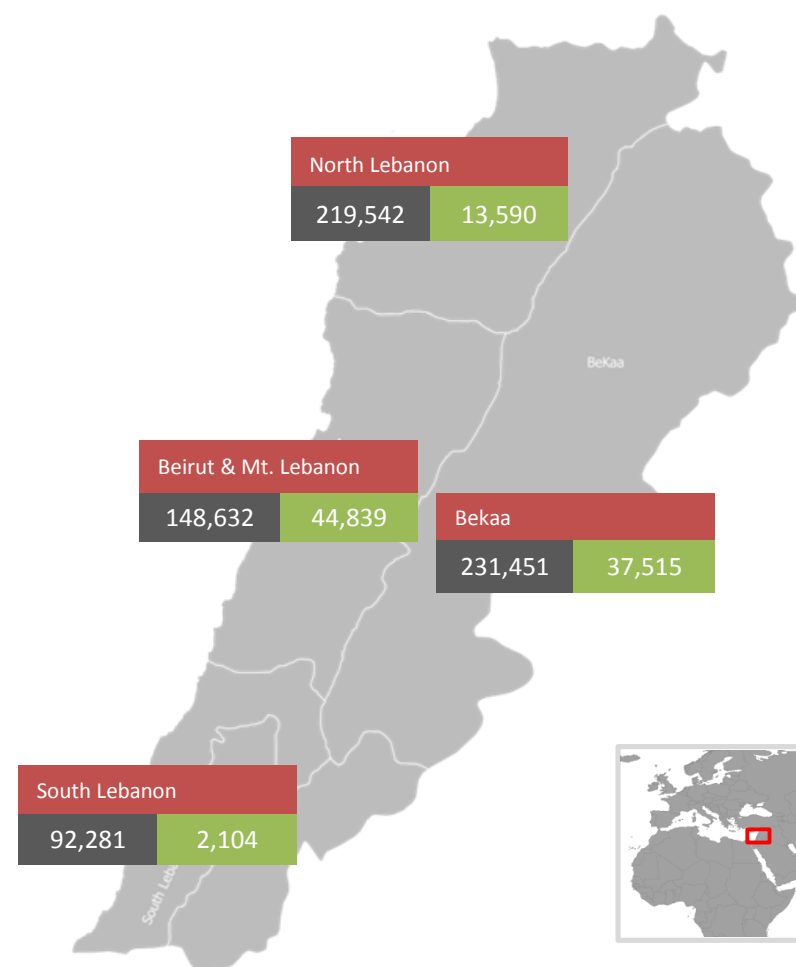 North Lebanon
219,542 13,590
BeKaa
Beirut & Mt. Lebanon
148,632 44,839
Bekaa
231,451 37,515
South Lebanon
92,281 2,104
South